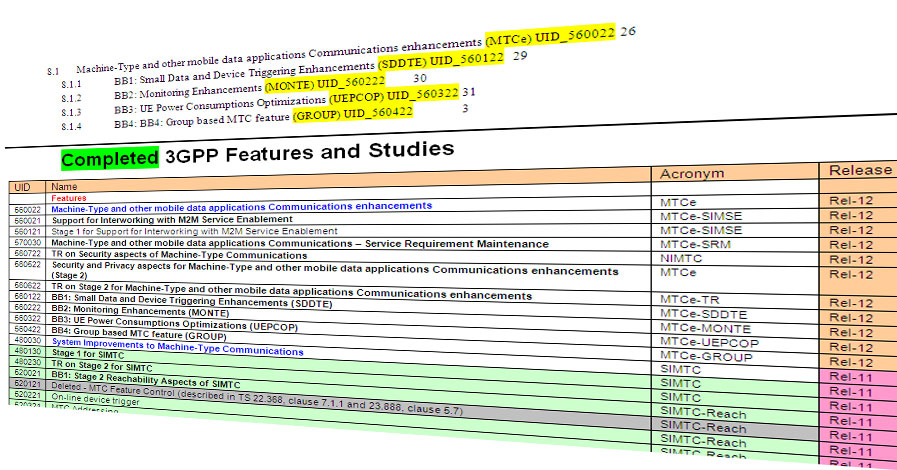 8.1 Machine-Type and other mobile data applications Communications enhancements (MTCe) UID_560022 26
8.1.1 BB1: Small Data and Device Triggering Enhancements (SDDTE) UID_560122 29
8.1.2 BB2: Monitoring Enhancements (MONTE) UID_560222 30
8.1.3 BB3: UE Power Consumptions Optimizations (UEPCOP) UID_560322 31
8.1.4 BB4: BB4: Group based MTC feature (GROUP) UID_560422 3
Completed 3GPP Features and Studies
UID Name Acronym Release
Features
560022 Machine-Type and other mobile data applications Communications enhancements MTCe Rel-12
560021 Support for Interworking with M2M Service Enablement MTCe-SIMSE Rel-12
560121 Stage 1 for Support for Interworking with M2M Service Enablement MTCe-SIMSE Rel-12
570030 Machine-Type and other mobile data applications Communications – Service Requirement Maintenance MTCe-SRM Rel-12
560722 TR on Security aspects of Machine-Type Communications NIMTC Rel-12
560522 Security and Privacy aspects for Machine-Type and other mobile data applications Communications enhancements MTCe Rel-12
(Stage 2)
560622 TR on Stage 2 for Machine-Type and other mobile data applications Communications enhancements MTCe-TR Rel-12
560122 BB1: Small Data and Device Triggering Enhancements (SDDTE) MTCe-SDDTE Rel-12
560222 BB2: Monitoring Enhancements (MONTE) MTCe-MONTE Rel-12
560322 BB3: UE Power Consumptions Optimizations (UEPCOP) MTCe-UEPCOP Rel-12
560422 BB4: Group based MTC feature (GROUP) MTCe-GROUP Rel-12
480030 System Improvements to Machine-Type Communications SIMTC Rel-11
480130 Stage 1 for SIMTC SIMTC Rel-11
480230 TR on Stage 2 for SIMTC SIMTC Rel-11
520021 BB1: Stage 2 Reachability Aspects of SIMTC SIMTC-Reach Rel-11
520121 Deleted - MTC Feature Control (described in TS 22.368, clause 7.1.1 and 23.888, clause 5.7) SIMTC-Reach Rel-11
520221 On-line device trigger SIMTC-Reach Rel-11
520321 MTC Addressing SIMTC-Reach Rel-11